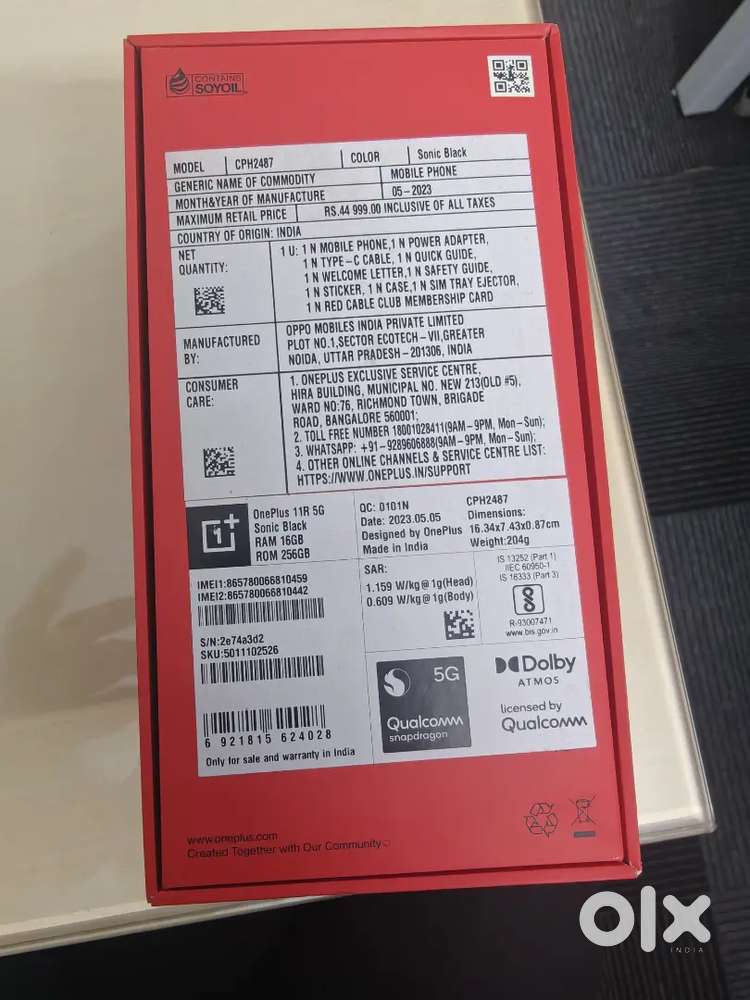 CONTAINS
SOYOIL
MODEL CPH2487 COLOR Sonic Black
GENERIC NAME OF COMMODITY MOBILE PHONE
MONTH&YEAR OF MANUFACTURE 05-2023
MAXIMUM RETAIL PRICE RS.44 999.00 INCLUSIVE OF ALL TAXES
COUNTRY OF ORIGIN: INDIA
NET QUANTITY:
1 U: 1 N MOBILE PHONE,1 N POWER ADAPTER,
1 N TYPE-C CABLE, 1 N QUICK GUIDE,
1 N WELCOME LETTER,1 N SAFETY GUIDE,
1 N STICKER, 1 N CASE,1 N SIM TRAY EJECTOR,
1 N RED CABLE CLUB MEMBERSHIP CARD
MANUFACTURED BY:
OPPO MOBILES INDIA PRIVATE LIMITED
PLOT NO.1,SECTOR ECOTECH-VII,GREATER
NOIDA, UTTAR PRADESH-201306, INDIA
CONSUMER CARE:
1. ONEPLUS EXCLUSIVE SERVICE CENTRE,
HIRA BUILDING, MUNICIPAL NO. NEW 213(OLD #5),
WARD NO:76, RICHMOND TOWN, BRIGADE
ROAD, BANGALORE 560001;
2. TOLL FREE NUMBER 18001028411(9AM-9PM, Mon-Sun);
3. WHATSAPP: +91-9289606888(9AM-9PM, Mon-Sun);
4. OTHER ONLINE CHANNELS & SERVICE CENTRE LIST:
HTTPS://WWW.ONEPLUS.IN/SUPPORT
OnePlus 11R 5G
Sonic Black
RAM 16GB
ROM 256GB
QC: D101N
Date: 2023.05.05
Designed by OnePlus
Made in India
CPH2487
Dimensions:
16.34x7.43x0.87cm
Weight:204g
IMEI1:865780066810459
IMEI2:865780066810442
S/N:2e74a3d2
SKU:5011102526
6 921815 624028
Only for sale and warranty in India
SAR:
1.159 W/kg@1g(Head)
0.609 W/kg@1g(Body)
IS 13252 (Part 1)
IIEC 60950-1
IS 16333 (Part 3)
R-93007471
www.bis.gov.in
5G
Qualcomm
snapdragon
Dolby
ATMOS
licensed by
Qualcomm
www.oneplus.com
Created Together with Our Community
olx
INDIA